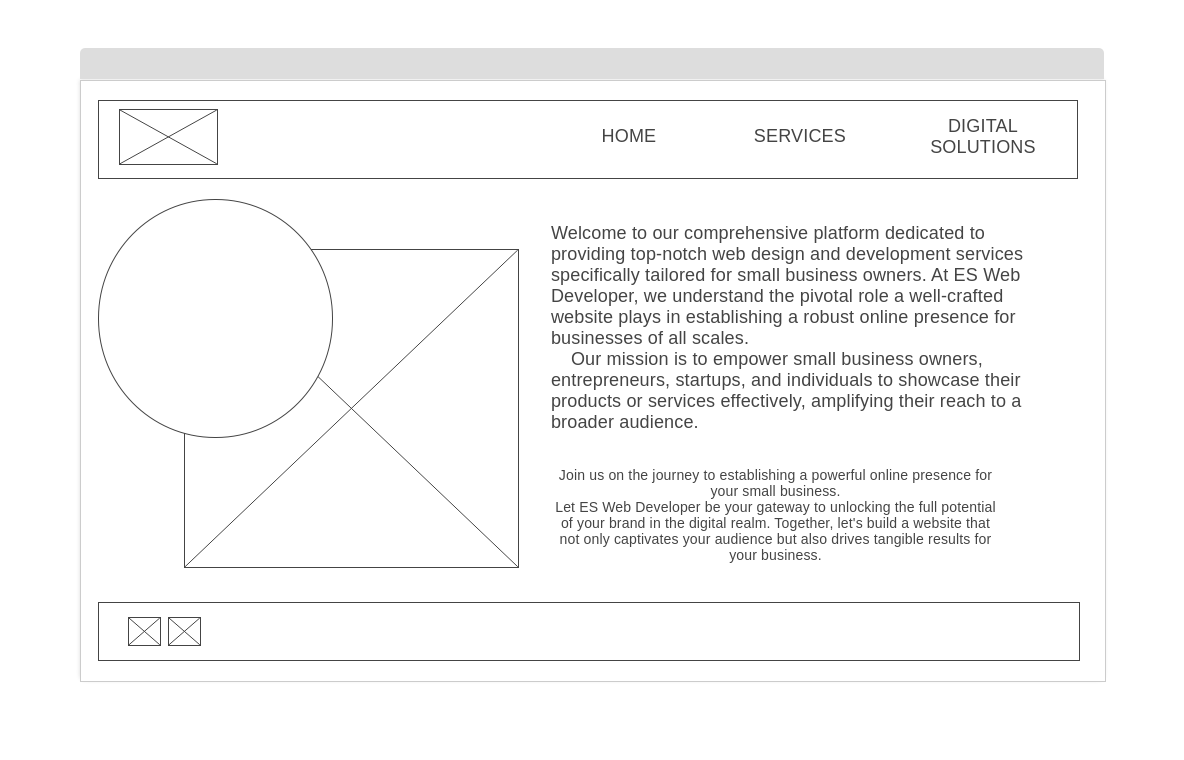 HOME
SERVICES
DIGITAL
SOLUTIONS
Welcome to our comprehensive platform dedicated to
providing top-notch web design and development services
specifically tailored for small business owners. At ES Web
Developer, we understand the pivotal role a well-crafted
website plays in establishing a robust online presence for
businesses of all scales.
Our mission is to empower small business owners,
entrepreneurs, startups, and individuals to showcase their
products or services effectively, amplifying their reach to a
broader audience.
Join us on the journey to establishing a powerful online presence for
your small business.
Let ES Web Developer be your gateway to unlocking the full potential
of your brand in the digital realm. Together, let's build a website that
not only captivates your audience but also drives tangible results for
your business.